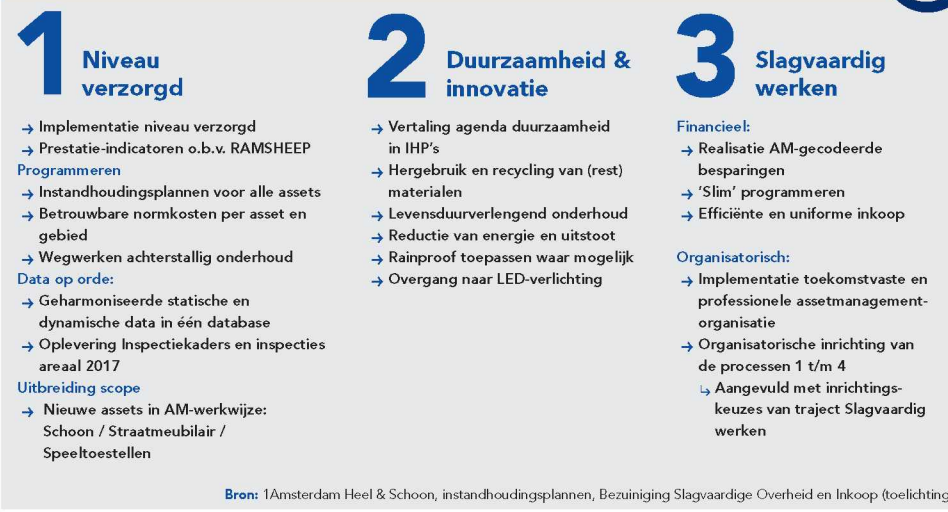 1 Niveau
verzorgd
→ Implementatie niveau verzorgd
→ Prestatie-indicatoren o.b.v. RAMSHEEP
Programmeren
→ Instandhoudingsplannen voor alle assets
→ Betrouwbare normkosten per asset en
gebied
→ Wegwerken achterstallig onderhoud
Data op orde:
→ Geharmoniseerde statische en
dynamische data in één database
→ Oplevering Inspectiekaders en inspecties
areaal 2017
Uitbreiding scope
→ Nieuwe assets in AM-werkwijze:
Schoon / Straatmeubilair /
Speeltoestellen
2 Duurzaamheid &
innovatie
→ Vertaling agenda duurzaamheid
in IHP's
→ Hergebruik en recycling van (rest)
materialen
→ Levensduurverlengend onderhoud
→ Reductie van energie en uitstoot
→ Rainproof toepassen waar mogelijk
→ Overgang naar LED-verlichting
3 Slagvaardig
werken
Financieel:
→ Realisatie AM-gecodeerde
besparingen
→ 'Slim' programmeren
→ Efficiënte en uniforme inkoop
Organisatorisch:
→ Implementatie toekomstvaste en
professionele assetmanagement-
organisatie
→ Organisatorische inrichting van
de processen 1 t/m 4
↳ Aangevuld met inrichtings-
keuzes van traject Slagvaardig
werken
Bron: 1Amsterdam Heel & Schoon, instandhoudingsplannen, Bezuiniging Slagvaardige Overheid en Inkoop (toelichting